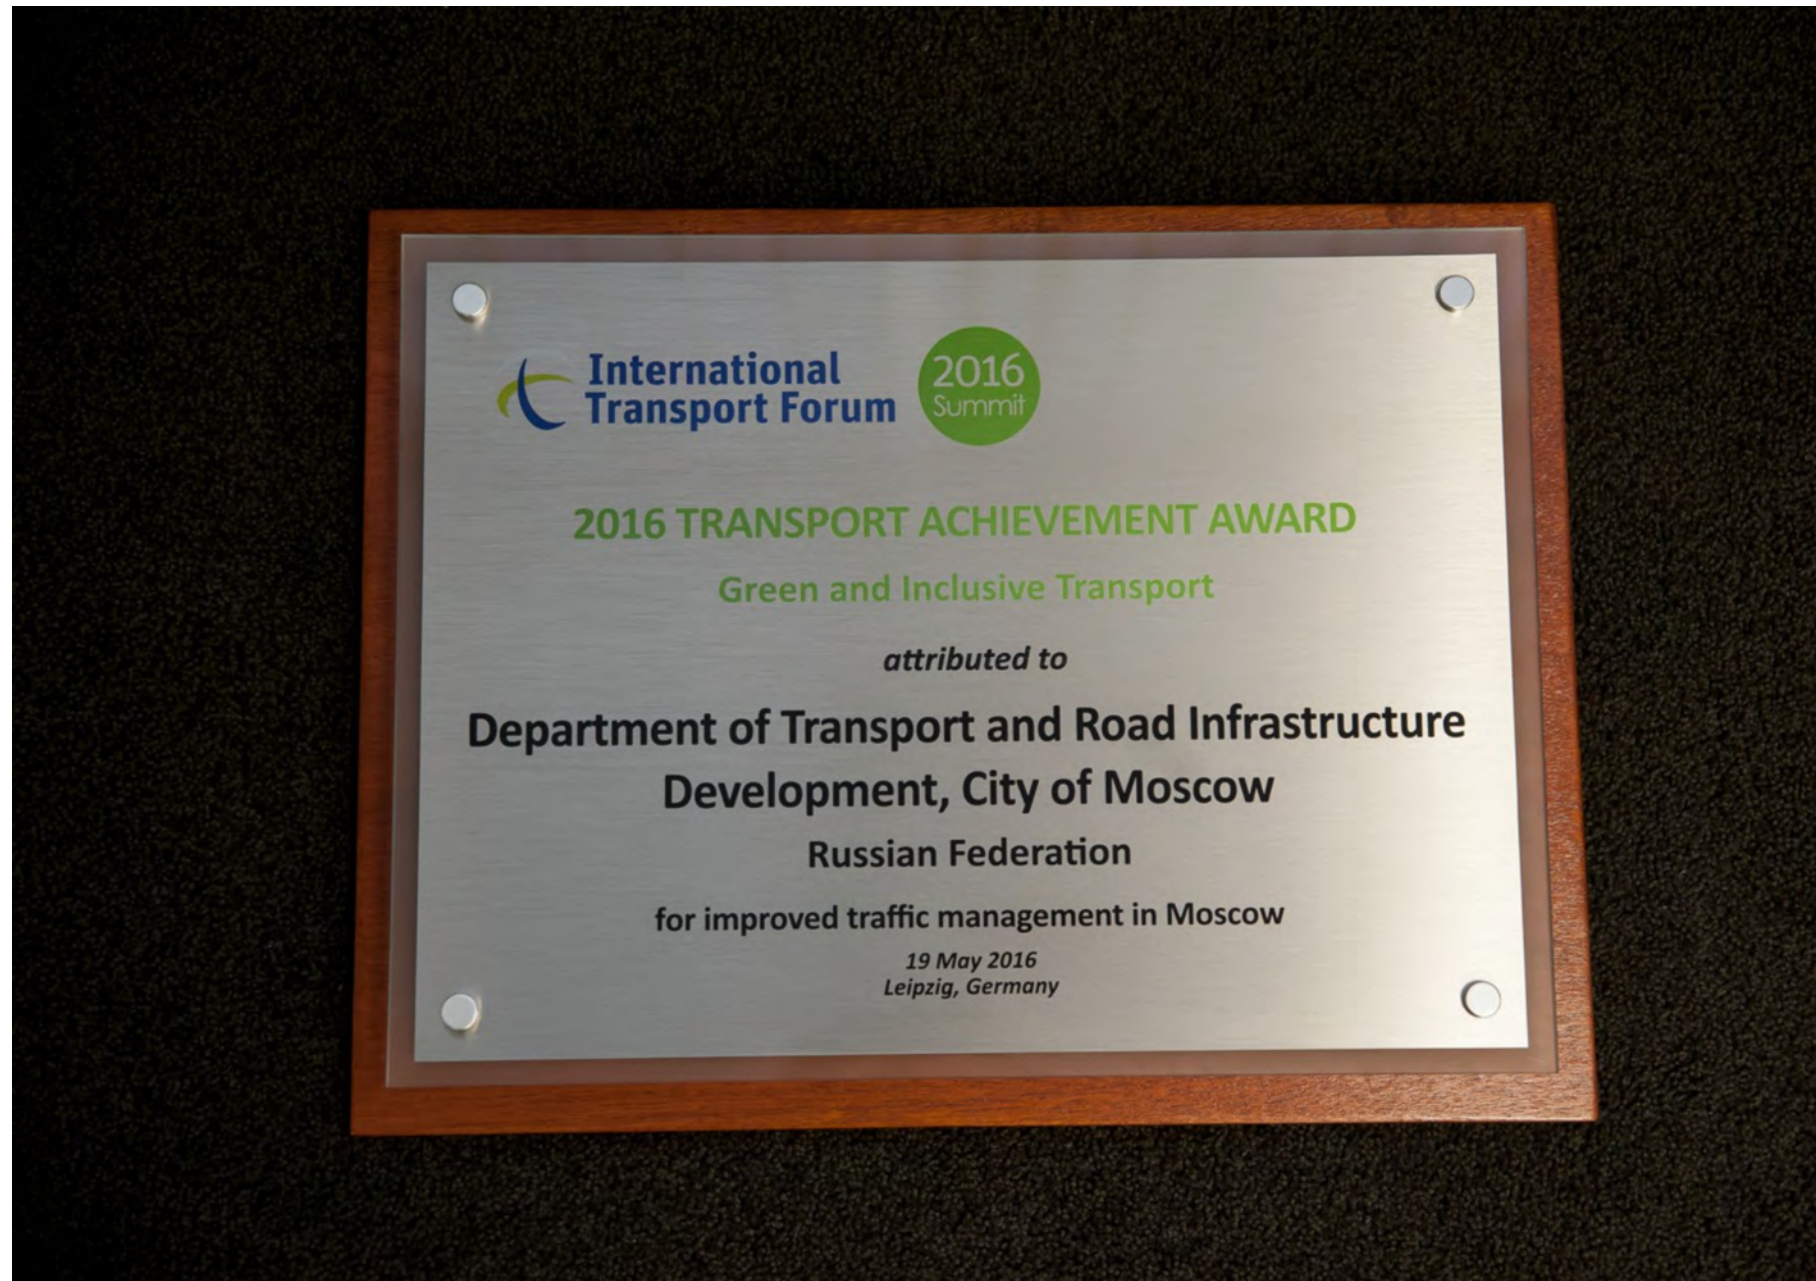 International
Transport Forum
2016
Summit
2016 TRANSPORT ACHIEVEMENT AWARD
Green and Inclusive Transport
attributed to
Department of Transport and Road Infrastructure
Development, City of Moscow
Russian Federation
for improved traffic management in Moscow
19 May 2016
Leipzig, Germany